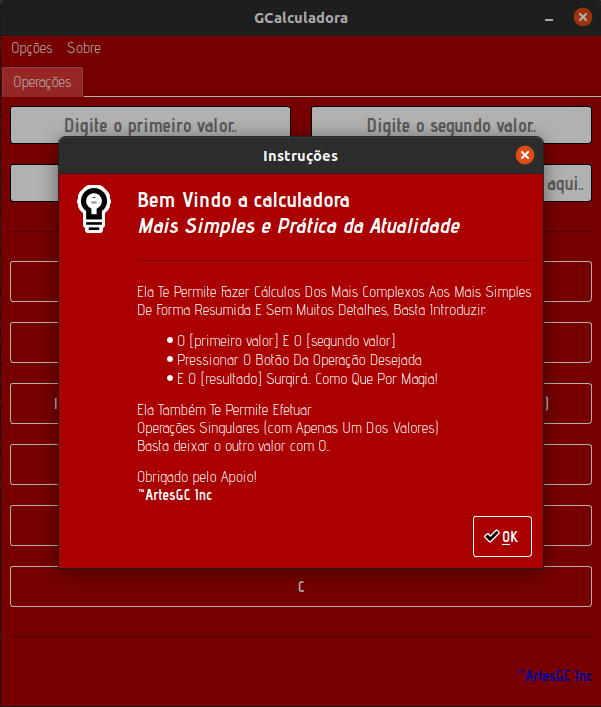 GCalculadora
Opções Sobre
Operações
Digite o primeiro valor..
Digite o segundo valor..
aqui..
Instruções
Bem Vindo a calculadora
Mais Simples e Prática da Atualidade
Ela Te Permite Fazer Cálculos Dos Mais Complexos Aos Mais Simples
De Forma Resumida E Sem Muitos Detalhes, Basta Introduzir:
• O [primeiro valor] E O [segundo valor]
• Pressionar O Botão Da Operação Desejada
• E O [resultado] Surgirá.. Como Que Por Magia!
Ela Também Te Permite Efetuar
Operações Singulares (com Apenas Um Dos Valores)
Basta deixar o outro valor com 0..
Obrigado pelo Apoio!
™ArtesGC Inc
OK
C
™ArtesGC Inc